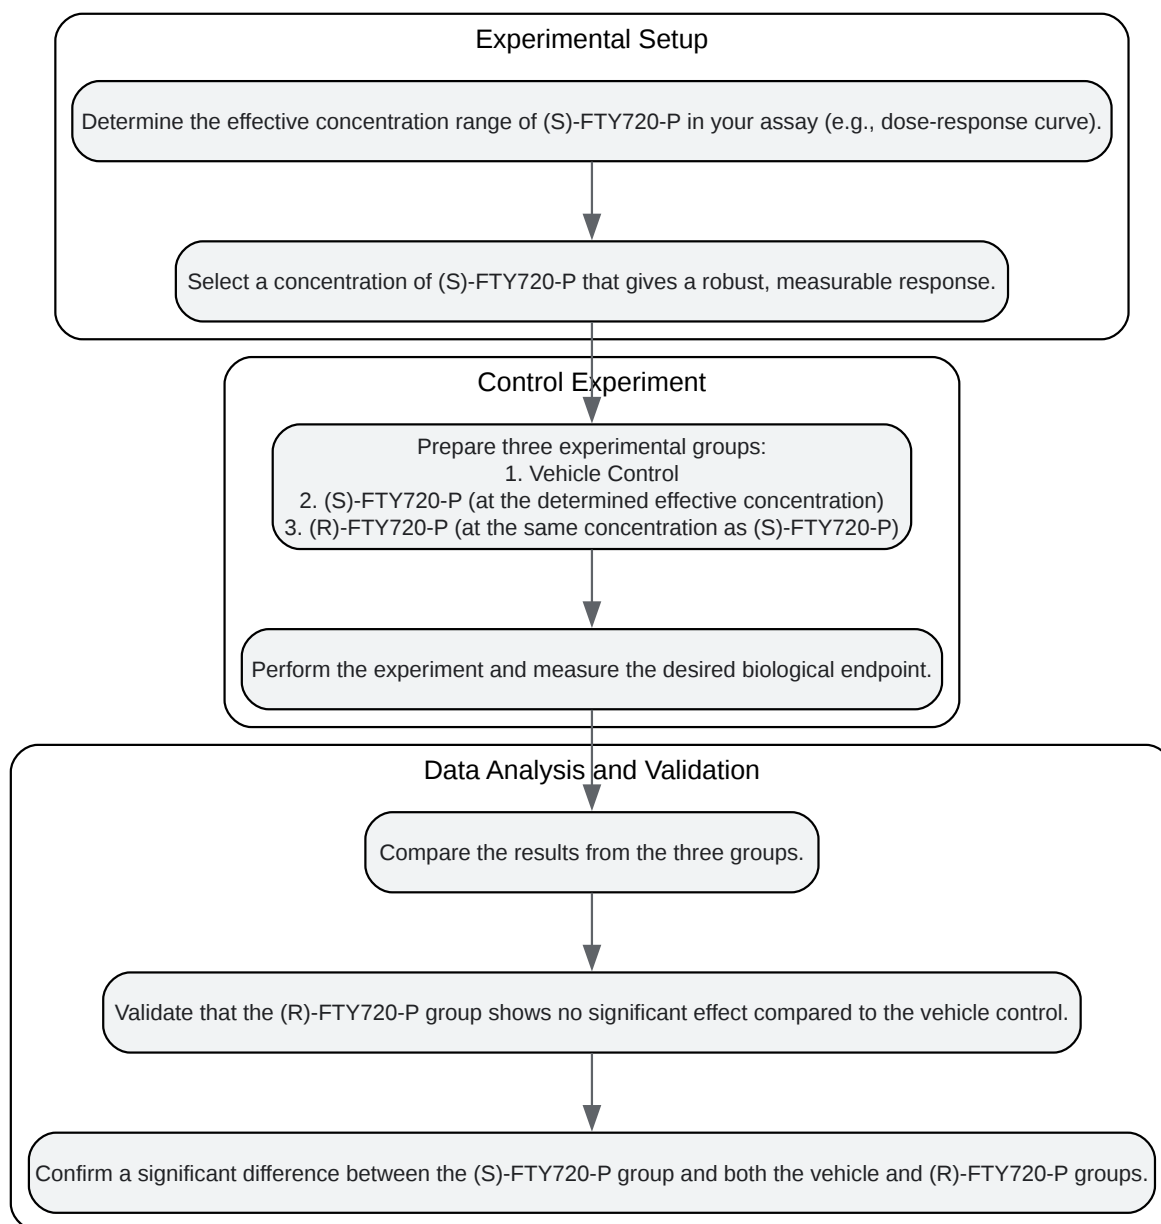 Experimental Setup
Determine the effective concentration range of (S)-FTY720-P in your assay (e.g., dose-response curve).
Select a concentration of (S)-FTY720-P that gives a robust, measurable response.
Control Experiment
Prepare three experimental groups:
1. Vehicle Control
2. (S)-FTY720-P (at the determined effective concentration)
3. (R)-FTY720-P (at the same concentration as (S)-FTY720-P)
Perform the experiment and measure the desired biological endpoint.
Data Analysis and Validation
Compare the results from the three groups.
Validate that the (R)-FTY720-P group shows no significant effect compared to the vehicle control.
Confirm a significant difference between the (S)-FTY720-P group and both the vehicle and (R)-FTY720-P groups.